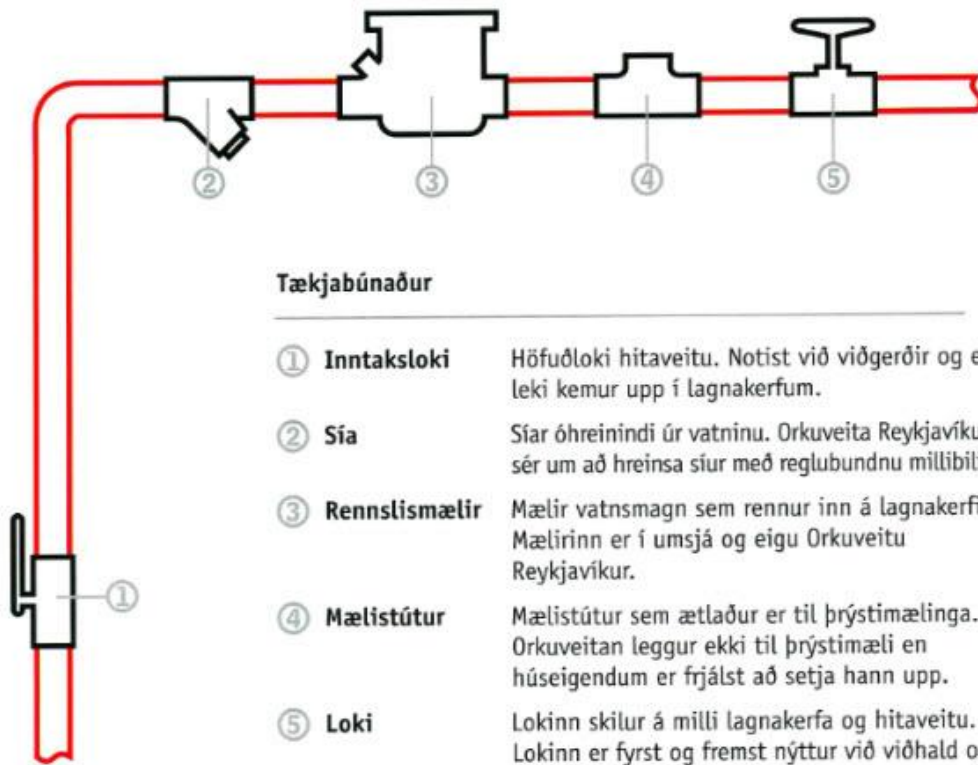 ②
③
④
⑤
①
Tækjabúnaður
① Inntaksloki Höfuðloki hitaveitu. Notist við viðgerðir og e
leki kemur upp í lagnakerfum.
② Sía Síar óhreinindi úr vatninu. Orkuveita Reykjavíku
sér um að hreinsa síur með reglubundnu millibil
③ Rennslismælir Mælir vatnsmagn sem rennur inn á lagnakerfi
Mælirinn er í umsjá og eigu Orkuveitu
Reykjavíkur.
④ Mælistútur Mælistútur sem ætlaður er til þrýstimælinga.
Orkuveitan leggur ekki til þrýstimæli en
húseigendum er frjálst að setja hann upp.
⑤ Loki Lokinn skilur á milli lagnakerfa og hitaveitu.
Lokinn er fyrst og fremst nýttur við viðhald o